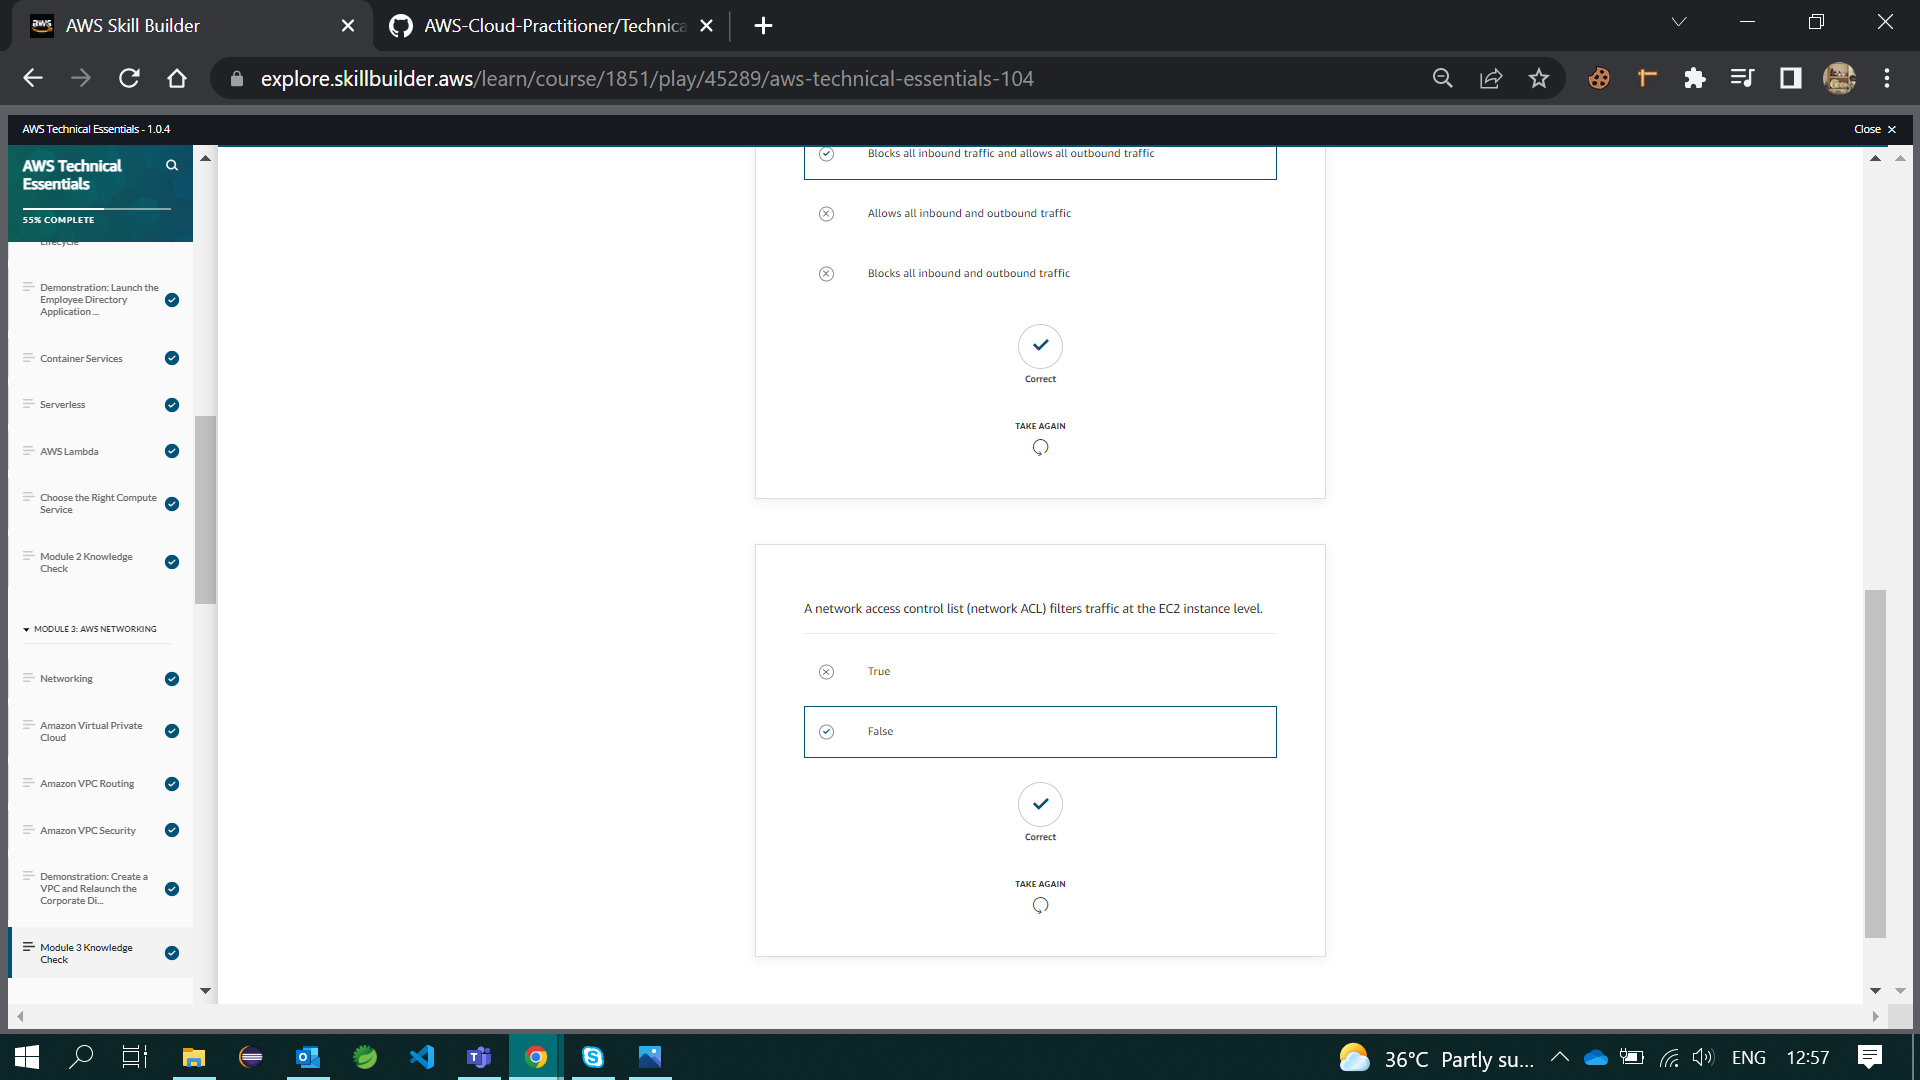 AWS Skill Builder
AWS-Cloud-Practitioner/Technica
explore.skillbuilder.aws/learn/course/1851/play/45289/aws-technical-essentials-104
AWS Technical Essentials - 1.0.4
Close
AWS Technical
Essentials
55% COMPLETE
Lifecycle
Demonstration: Launch the
Employee Directory
Application ...
Container Services
Serverless
AWS Lambda
Choose the Right Compute
Service
Module 2 Knowledge
Check
MODULE 3: AWS NETWORKING
Networking
Amazon Virtual Private
Cloud
Amazon VPC Routing
Amazon VPC Security
Demonstration: Create a
VPC and Relaunch the
Corporate Di...
Module 3 Knowledge
Check
Blocks all inbound traffic and allows all outbound traffic
Allows all inbound and outbound traffic
Blocks all inbound and outbound traffic
Correct
TAKE AGAIN
A network access control list (network ACL) filters traffic at the EC2 instance level.
True
False
Correct
TAKE AGAIN
36°C Partly su...
ENG
12:57